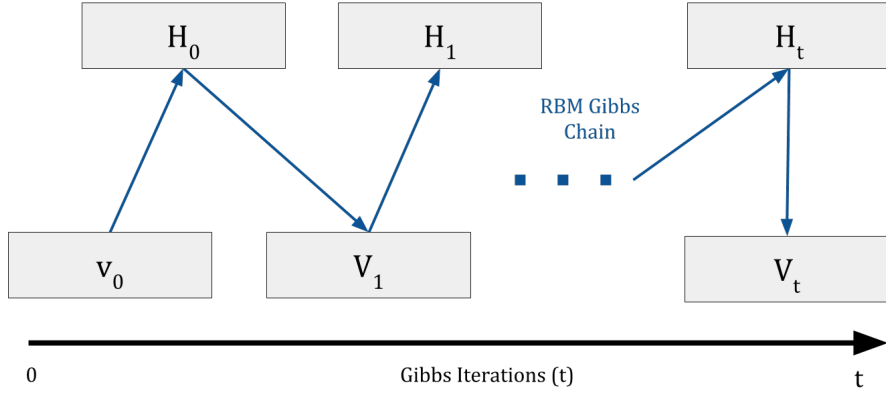 H0
H1
Ht
RBM Gibbs
Chain
v0
V1
Vt
0
Gibbs Iterations (t)
t